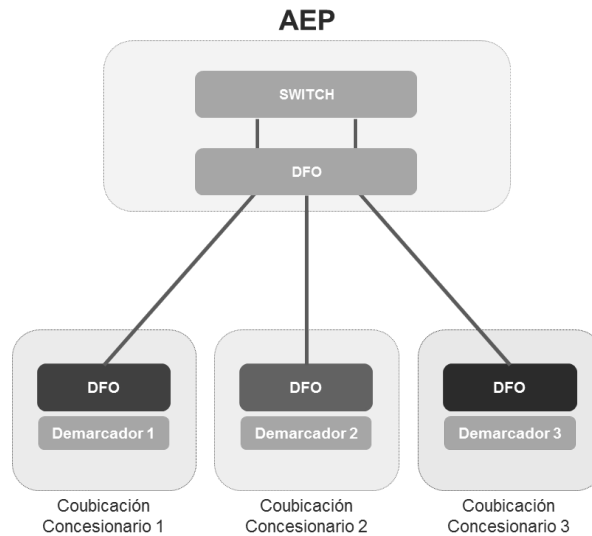 AEP
SWITCH
DFO
DFO
DFO
DFO
Demarcador 1
Demarcador 2
Demarcador 3
Coubicación
Concesionario 1
Coubicación
Concesionario 2
Coubicación
Concesionario 3